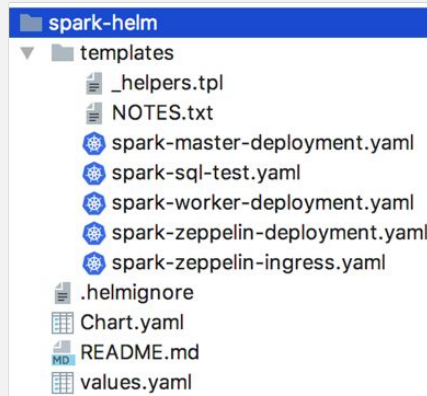 spark-helm
templates
_helpers.tpl
NOTES.txt
spark-master-deployment.yaml
spark-sql-test.yaml
spark-worker-deployment.yaml
spark-zeppelin-deployment.yaml
spark-zeppelin-ingress.yaml
.helmignore
Chart.yaml
MD README.md
values.yaml